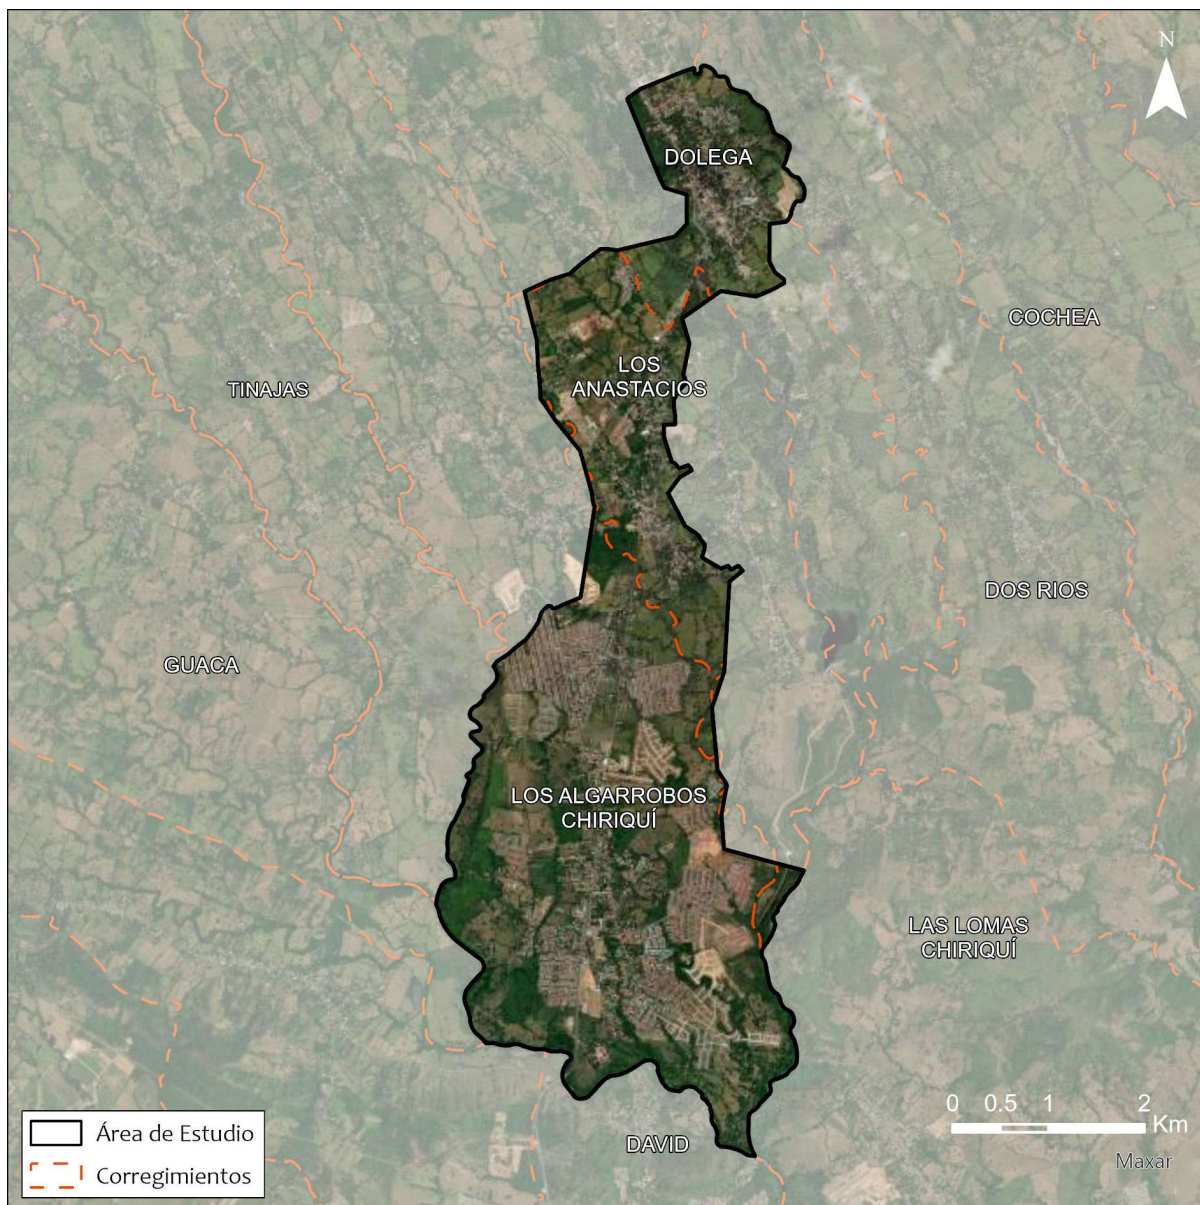 N
DOLEGA
COCHEA
LOS
ANASTACIOS
TINAJAS
DOS RIOS
GUACA
LOS ALGARROBOS
CHIRIQUÍ
LAS LOMAS
CHIRIQUÍ
0 0.5 1 2
Km
Área de Estudio
DAVID
Maxar
Corregimientos